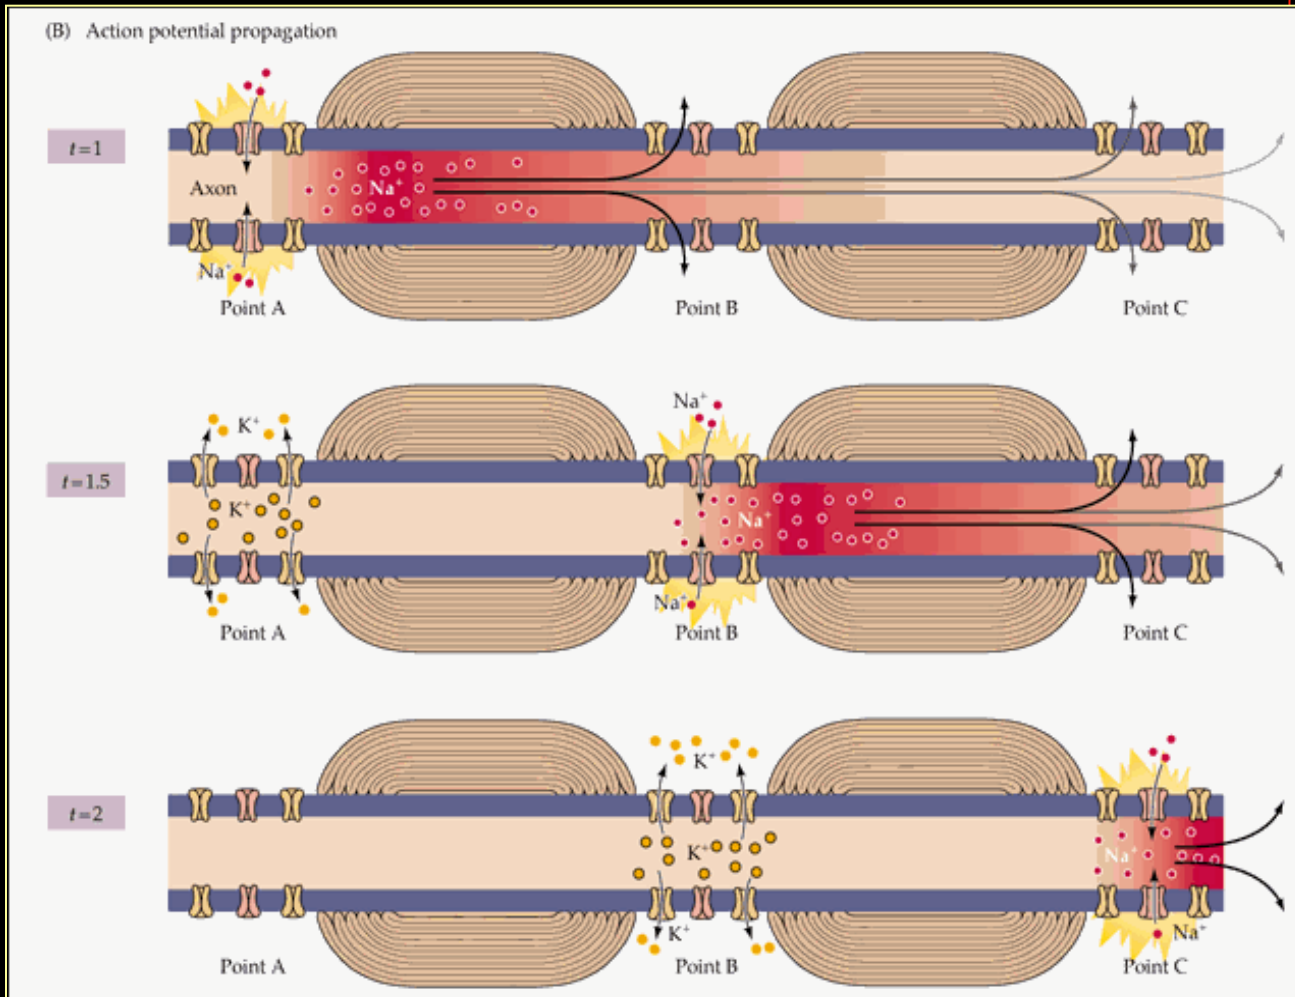 (B) Action potential propagation
t=1
Axon
Na⁺
Na⁺
Point A
Point B
Point C
K⁺
Na⁺
t=1.5
K⁺
Na⁺
Na⁺
Point A
Point B
Point C
K⁺
t=2
K⁺
Na⁺
K⁺
Na⁺
Point A
Point B
Point C